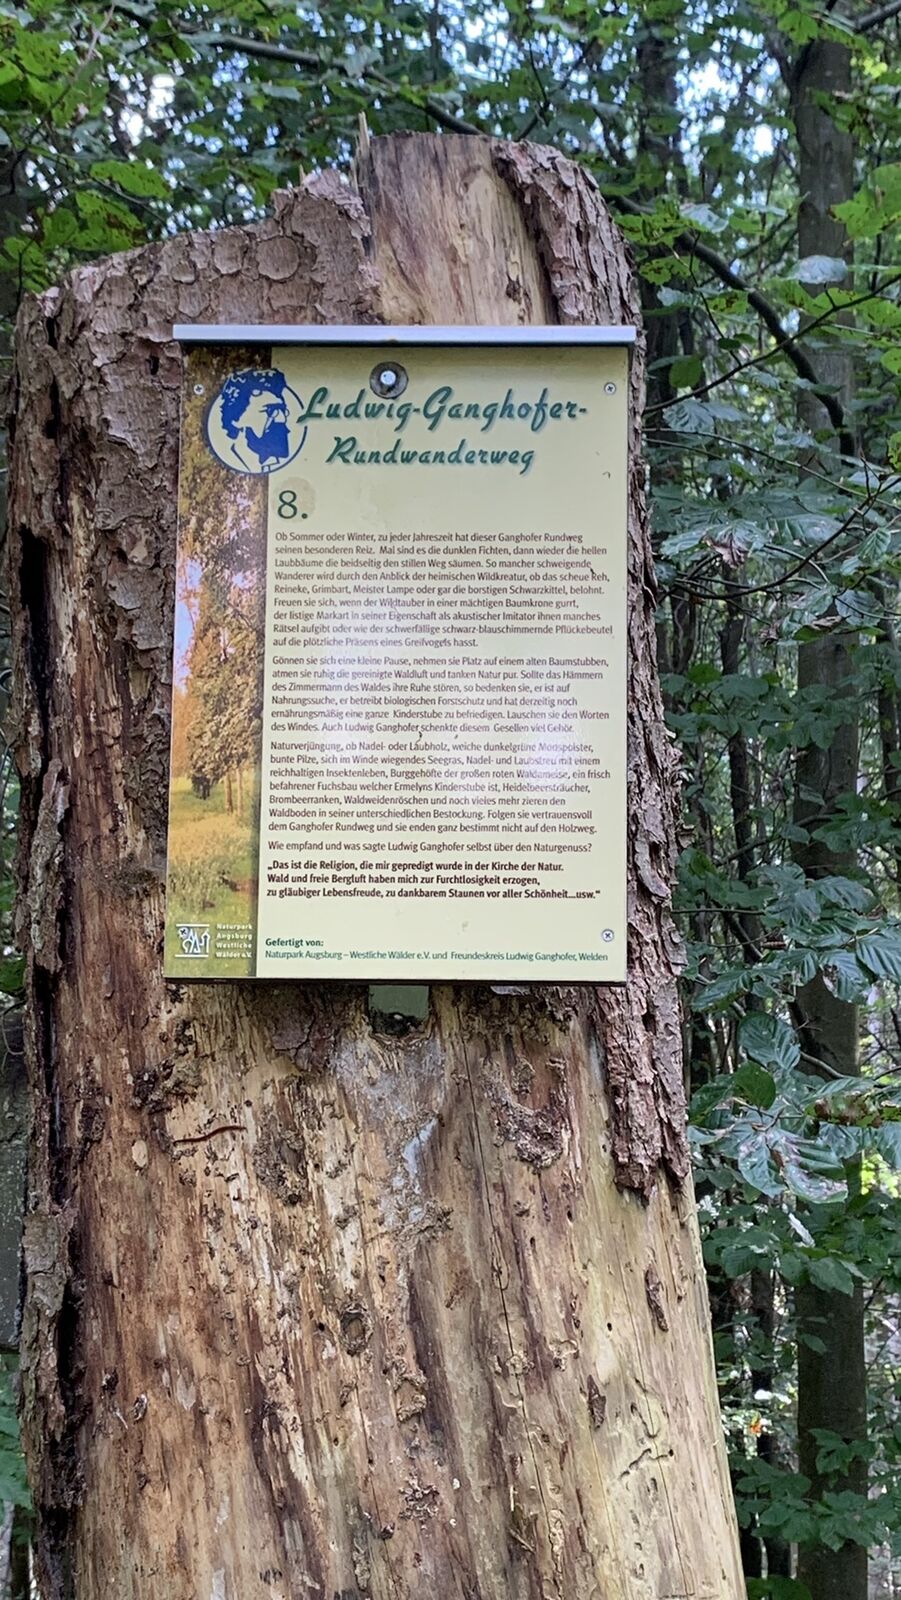 Ludwig-Ganghofer-
Rundwanderweg
8.
Ob Sommer oder Winter, zu jeder Jahreszeit hat dieser Ganghofer Rundweg
seinen besonderen Reiz. Mal sind es die dunklen Fichten, dann wieder die hellen
Laubbäume die beidseitig den stillen Weg säumen. So mancher schweigende
Wanderer wird durch den Anblick der heimischen Wildkreatur, ob das scheue Reh,
Reineke, Grimbart, Meister Lampe oder gar die borstigen Schwarzkittel, belohnt.
Freuen sie sich, wenn der Wildtauber in einer mächtigen Baumkrone gurrt,
der listige Markart in seiner Eigenschaft als akustischer Imitator ihnen manches
Rätsel aufgibt oder wie der schwerfällige schwarz-blauschimmernde Pflückebeutel
auf die plötzliche Präsens eines Greifvogels hasst.
Gönnen sie sich eine kleine Pause, nehmen sie Platz auf einem alten Baumstubben,
atmen sie ruhig die gereinigte Waldluft und tanken Natur pur. Sollte das Hämmern
des Zimmermann des Waldes ihre Ruhe stören, so bedenken sie, er ist auf
Nahrungssuche, er betreibt biologischen Forstschutz und hat derzeitig noch
ernährungsmäßig eine ganze Kinderstube zu befriedigen. Lauschen sie den Worten
des Windes. Auch Ludwig Ganghofer schenkte diesem Gesellen viel Gehör.
Naturverjüngung, ob Nadel- oder Laubholz, weiche dunkelgrüne Moospolster,
bunte Pilze, sich im Winde wiegendes Seegras, Nadel- und Laubstreu mit einem
reichhaltigen Insektenleben, Burggehöfte der großen roten Waldameise, ein frisch
befahrener Fuchsbau welcher Ermelyns Kinderstube ist, Heidelbeersträucher,
Brombeerranken, Waldweidenröschen und noch vieles mehr zieren den
Waldboden in seiner unterschiedlichen Bestockung. Folgen sie vertrauensvoll
dem Ganghofer Rundweg und sie enden ganz bestimmt nicht auf den Holzweg.
Wie empfand und was sagte Ludwig Ganghofer selbst über den Naturgenuss?
„Das ist die Religion, die mir gepredigt wurde in der Kirche der Natur.
Wald und freie Bergluft haben mich zur Furchtlosigkeit erzogen,
zu gläubiger Lebensfreude, zu dankbarem Staunen vor aller Schönheit...usw.“
Naturpark
Augsburg
Westliche
Wälder e.V.
Gefertigt von:
Naturpark Augsburg – Westliche Wälder e.V. und Freundeskreis Ludwig Ganghofer, Welden